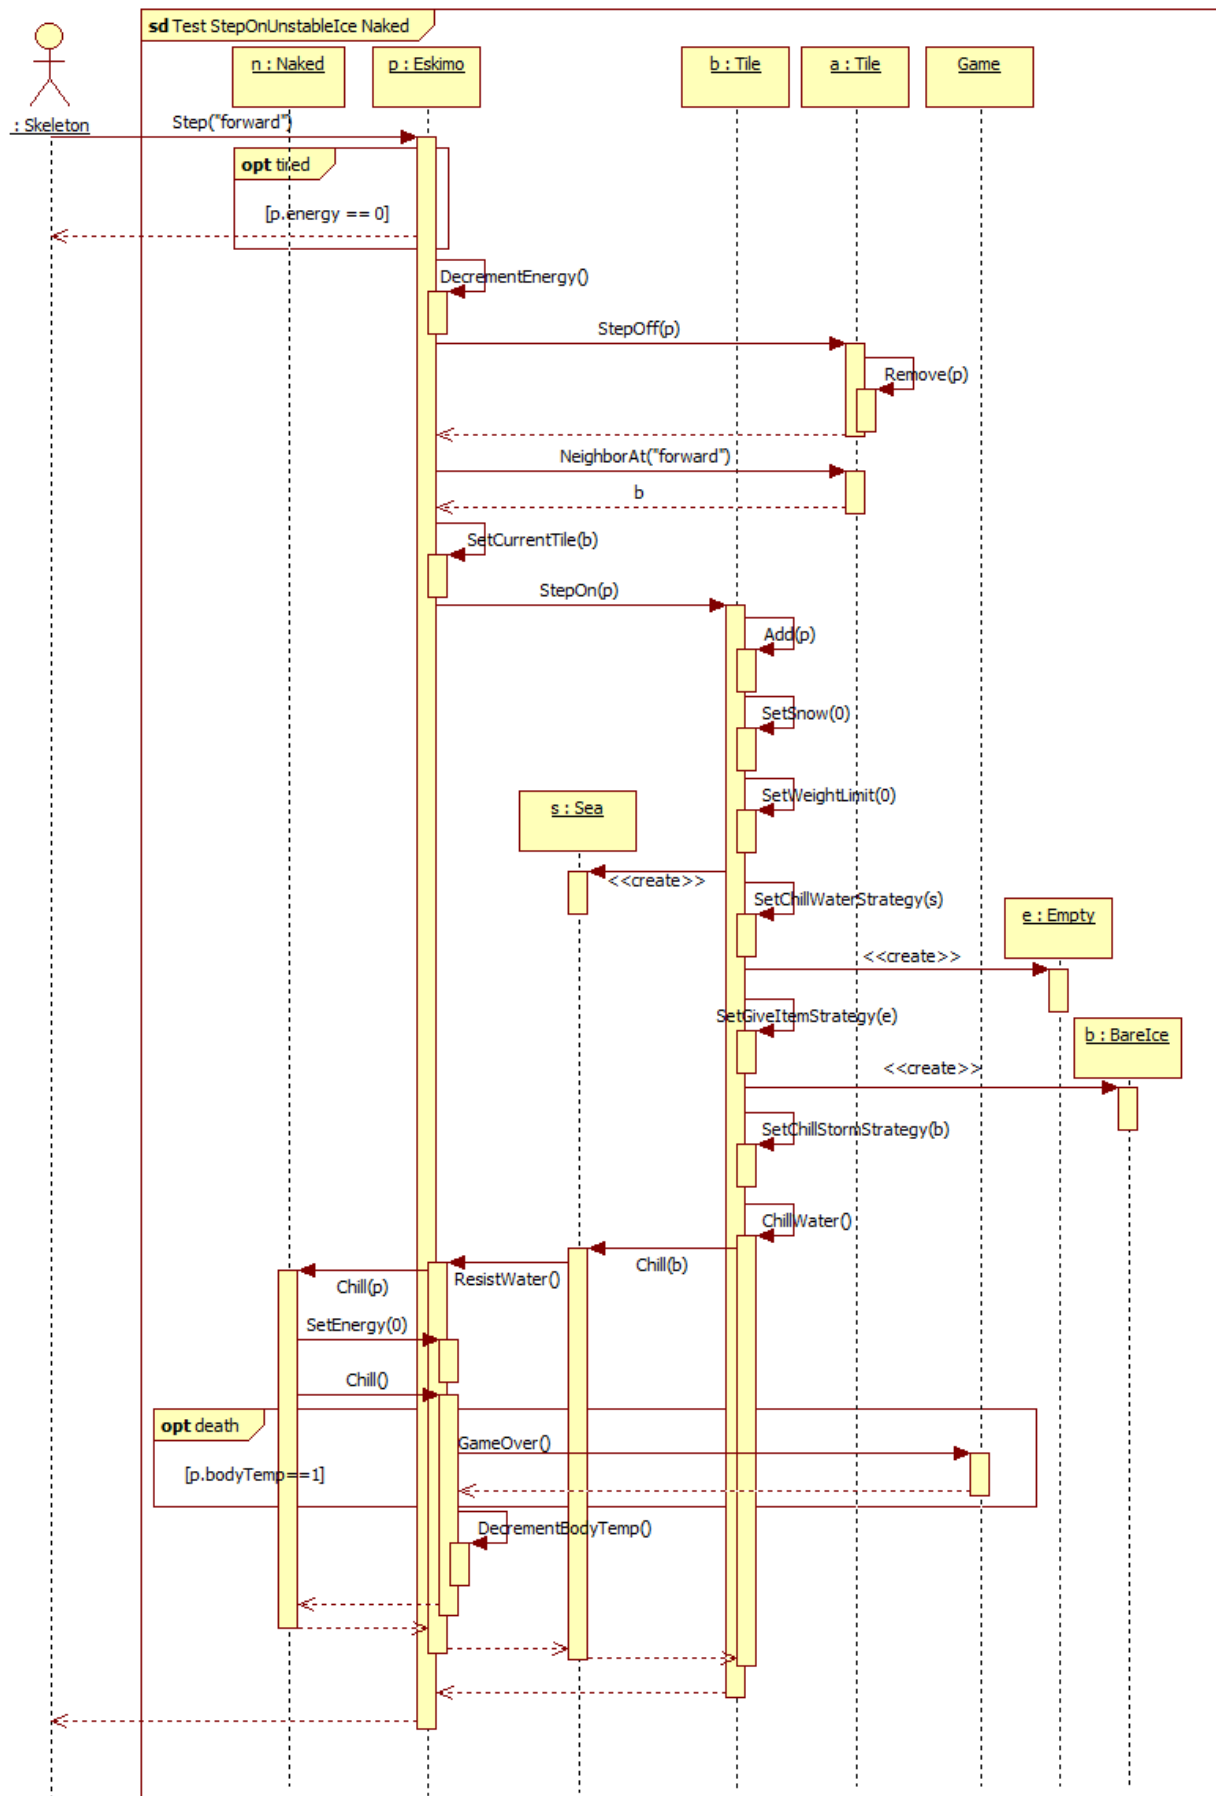 sd Test StepOnUnstableIce Naked
n : Naked
p : Eskimo
b : Tile
a : Tile
Game
: Skeleton
Step("forward")
opt tired
[p.energy == 0]
DecrementEnergy()
StepOff(p)
Remove(p)
NeighborAt("forward")
b
SetCurrentTile(b)
StepOn(p)
Add(p)
SetSnow(0)
SetWeightLimit(0)
s : Sea
<<create>>
SetChillWaterStrategy(s)
e : Empty
<<create>>
SetGiveItemStrategy(e)
b : BareIce
<<create>>
SetChillStormStrategy(b)
ChillWater()
Chill(b)
ResistWater()
Chill(p)
SetEnergy(0)
Chill()
opt death
GameOver()
[p.bodyTemp==1]
DecrementBodyTemp()